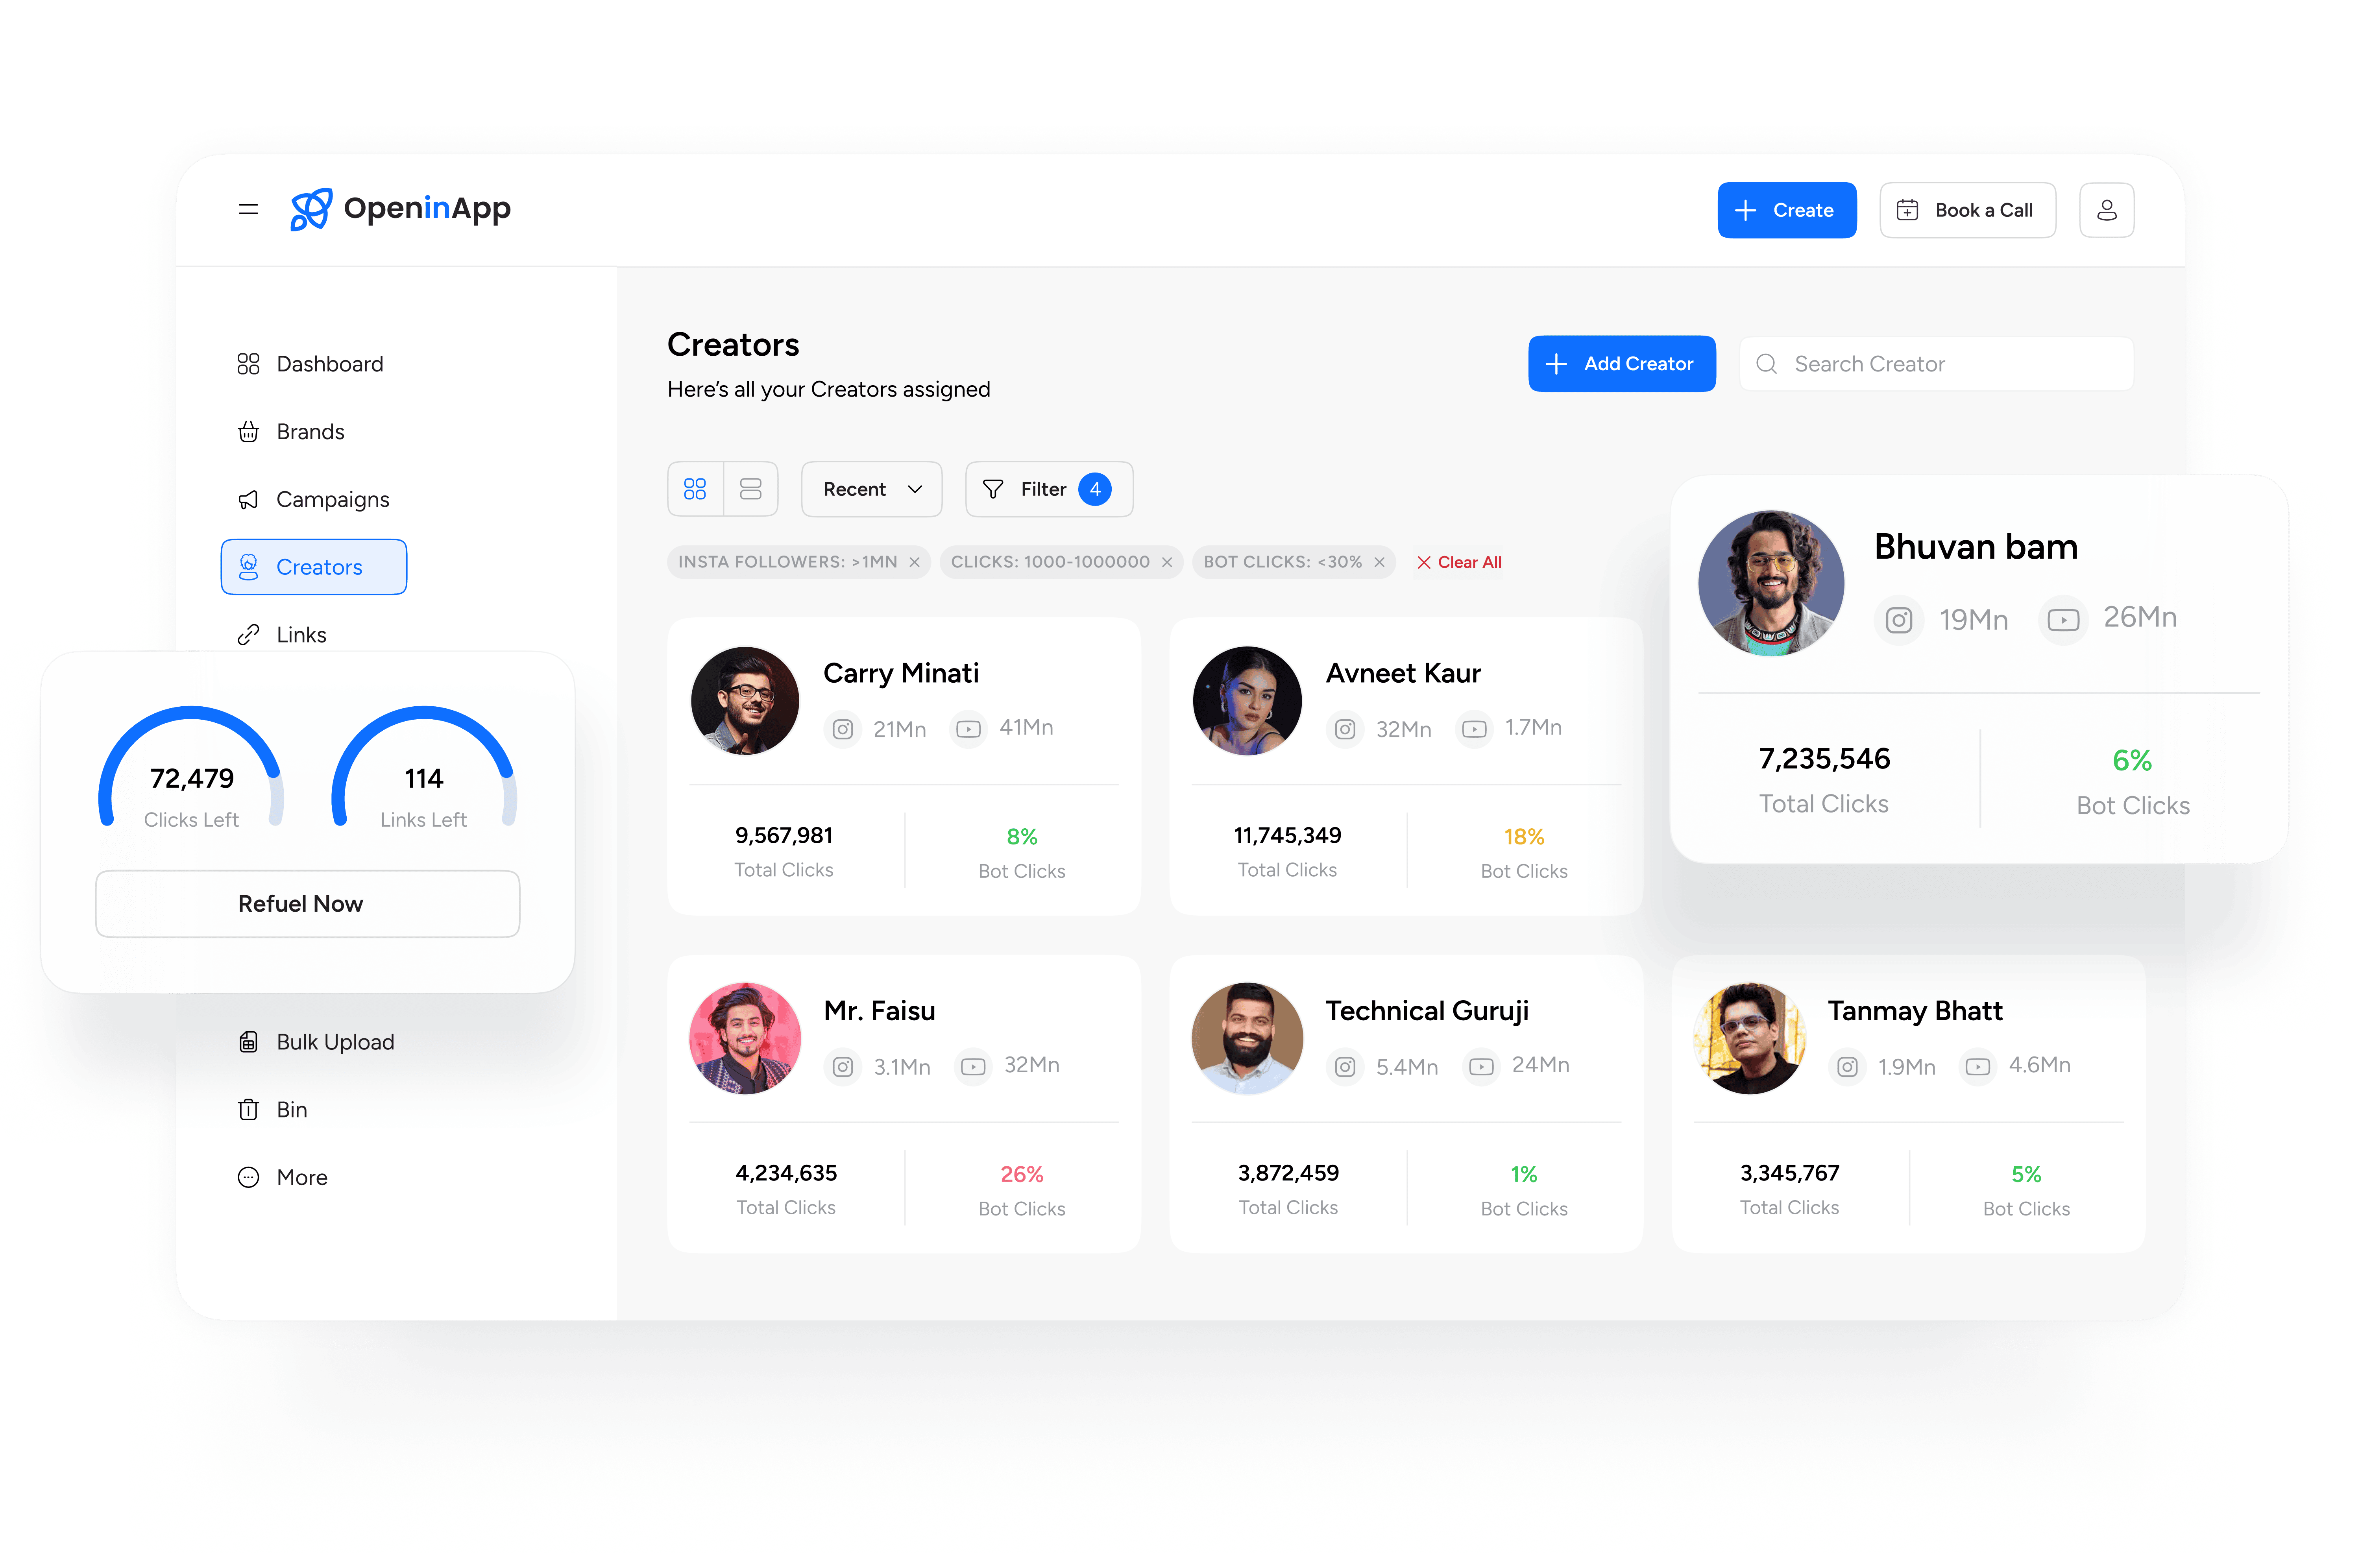 OpeninApp
Create
Book a Call
Dashboard
Brands
Campaigns
Creators
Links
72,479
Clicks Left
114
Links Left
Refuel Now
Bulk Upload
Bin
More
Creators
Here's all your Creators assigned
Add Creator
Search Creator
Recent
Filter 4
INSTA FOLLOWERS: >1MN
CLICKS: 1000-1000000
BOT CLICKS: <30%
Clear All
Carry Minati
21Mn 41Mn
9,567,981
Total Clicks
8%
Bot Clicks
Avneet Kaur
32Mn 1.7Mn
11,745,349
Total Clicks
18%
Bot Clicks
Bhuvan bam
19Mn 26Mn
7,235,546
Total Clicks
6%
Bot Clicks
Mr. Faisu
3.1Mn 32Mn
4,234,635
Total Clicks
26%
Bot Clicks
Technical Guruji
5.4Mn 24Mn
3,872,459
Total Clicks
1%
Bot Clicks
Tanmay Bhatt
1.9Mn 4.6Mn
3,345,767
Total Clicks
5%
Bot Clicks